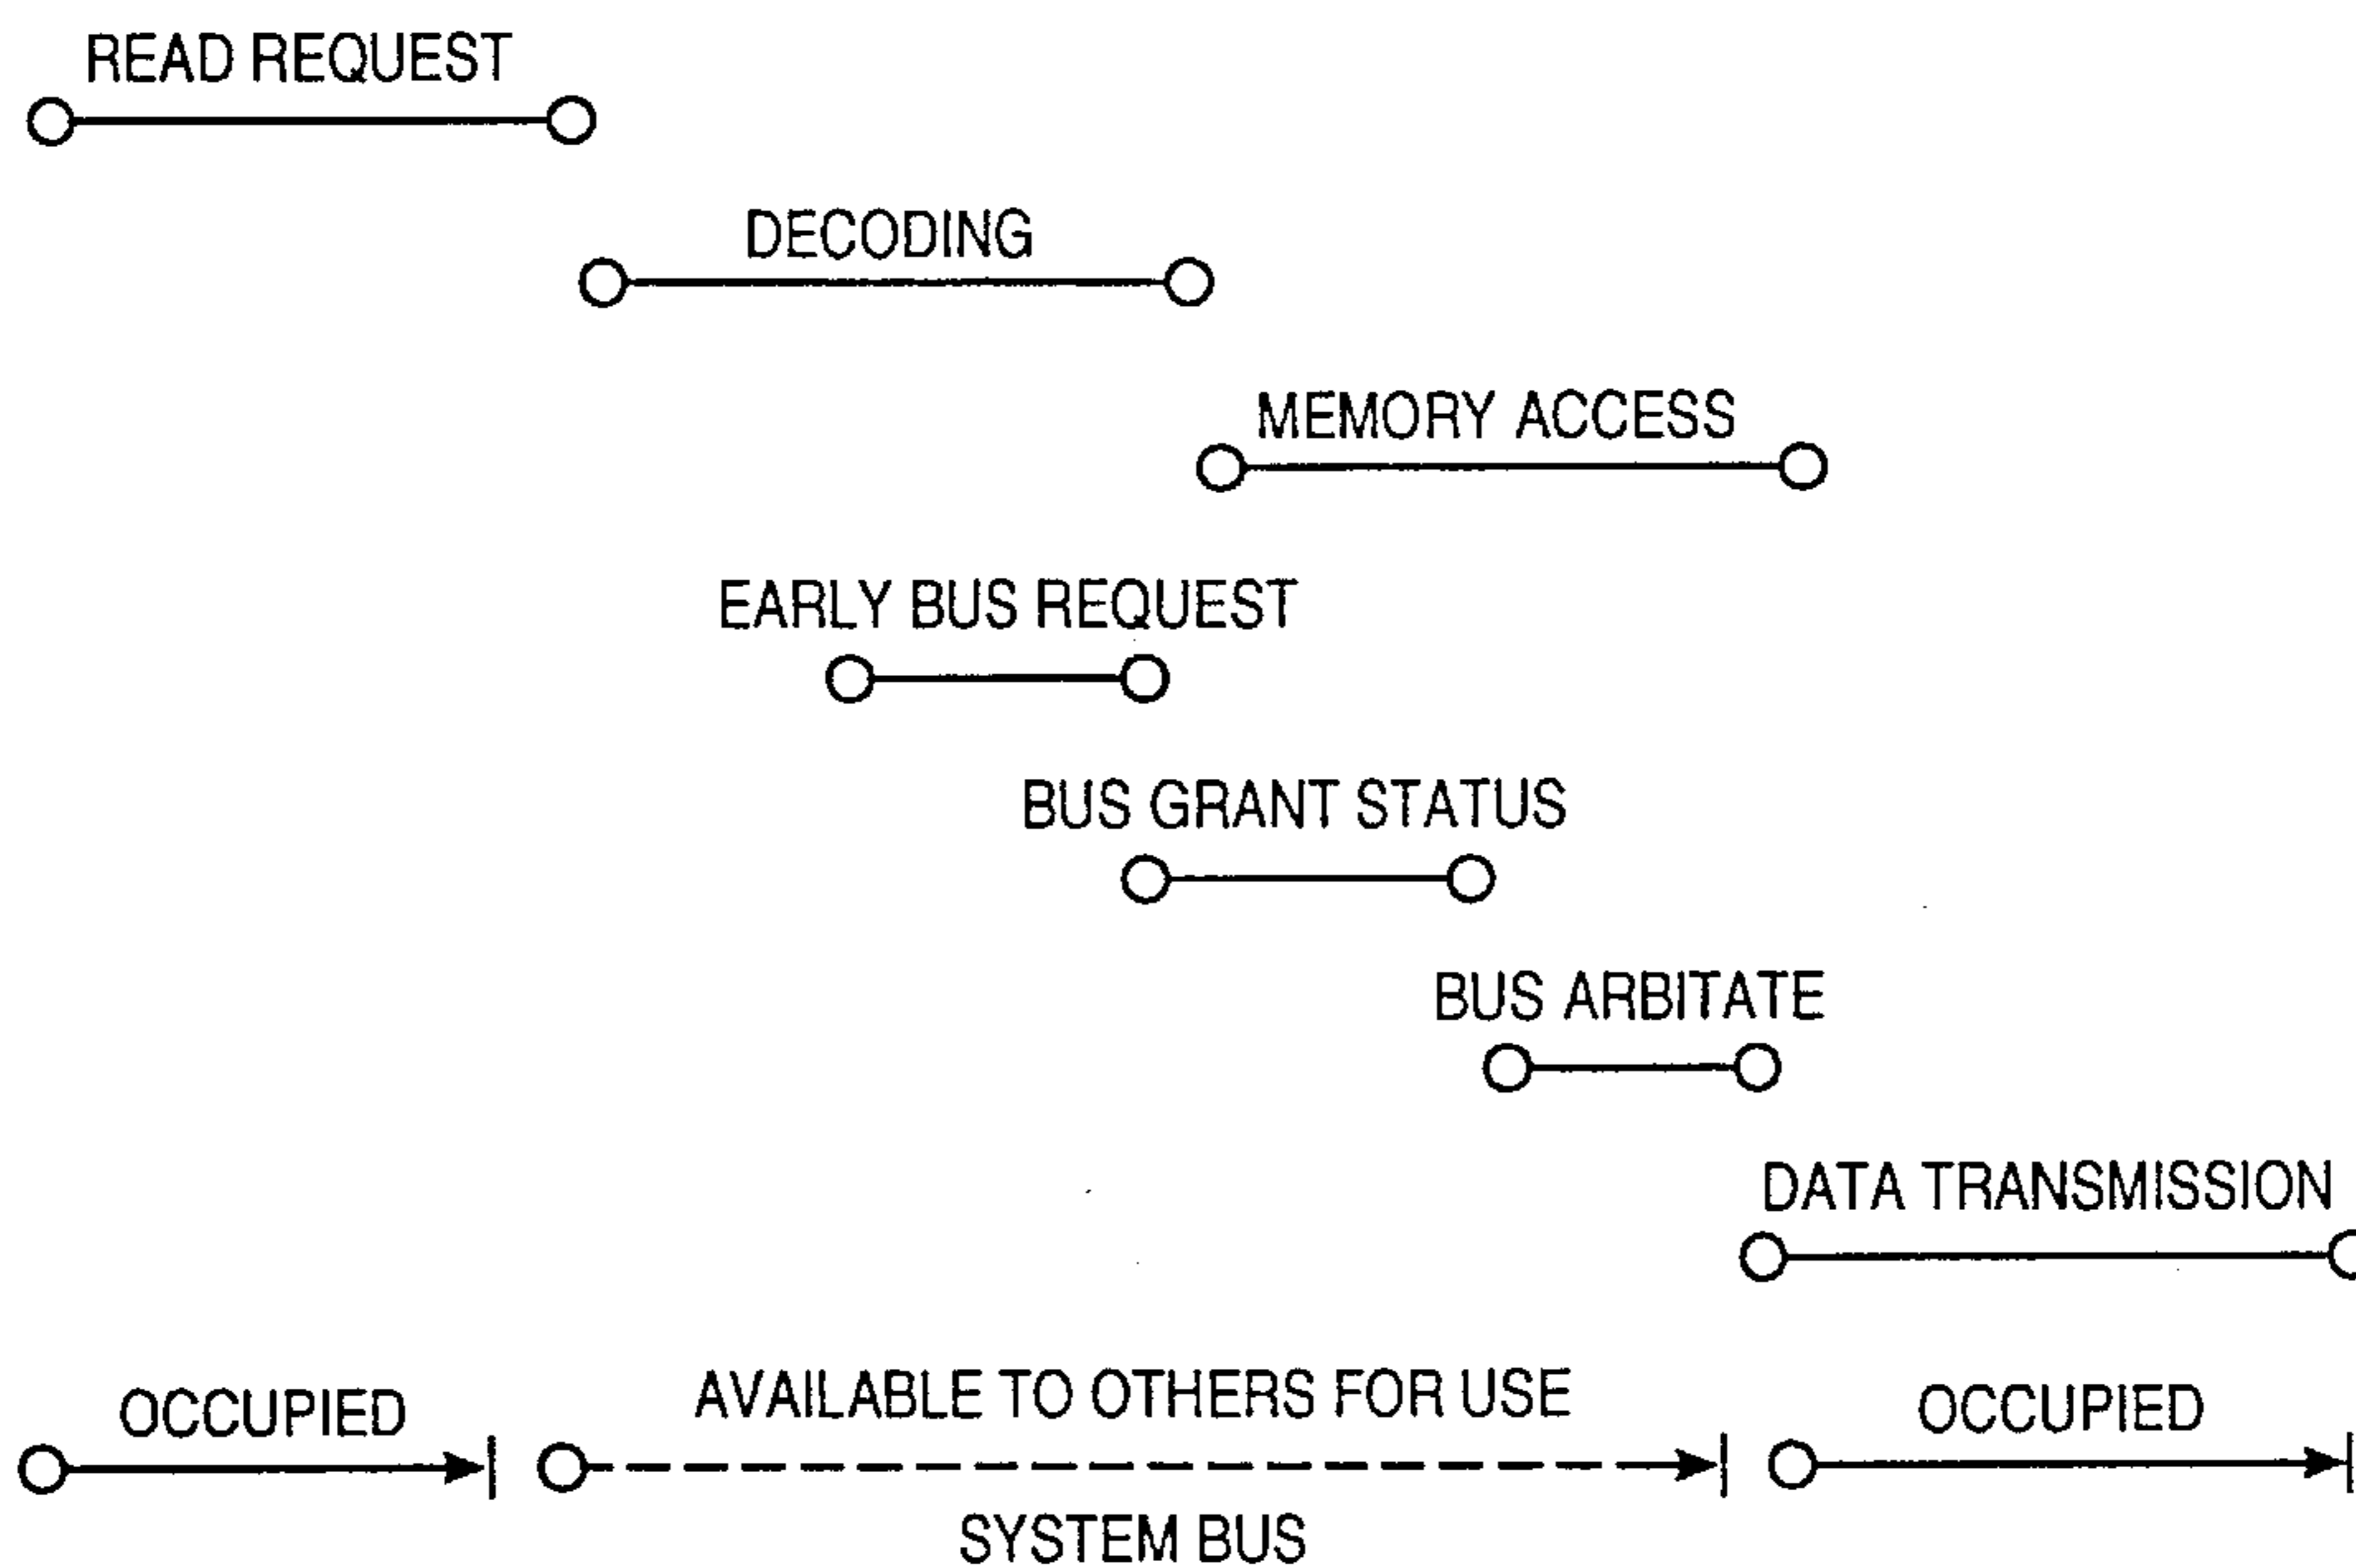 READ REQUEST
DECODING
MEMORY ACCESS
EARLY BUS REQUEST
BUS GRANT STATUS
BUS ARBITATE
DATA TRANSMISSION
OCCUPIED
AVAILABLE TO OTHERS FOR USE
OCCUPIED
SYSTEM BUS